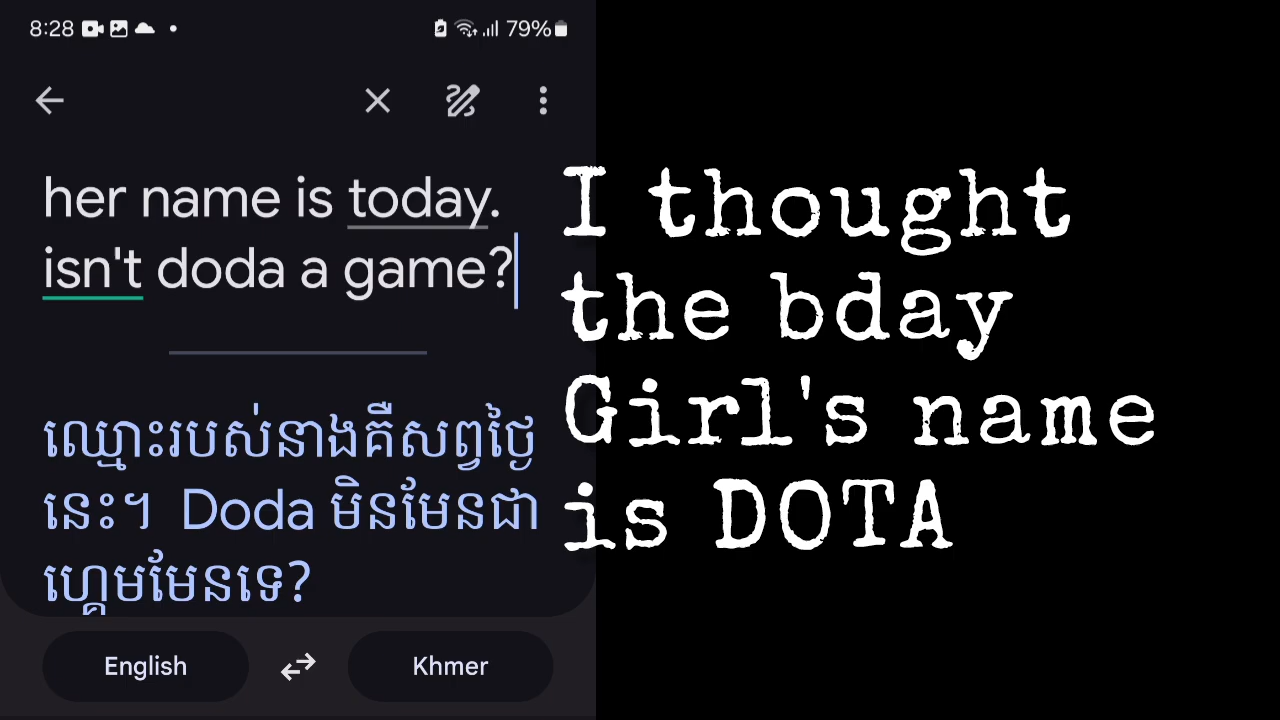 8:28
79%
her name is today.
isn't doda a game?
ឈ្មោះរបស់នាងគឺសព្វថ្ងៃ
នេះ។ Doda មិនមែនជា
ហ្គេមមែនទេ?
English
Khmer
I thought
the bday
Girl's name
is DOTA